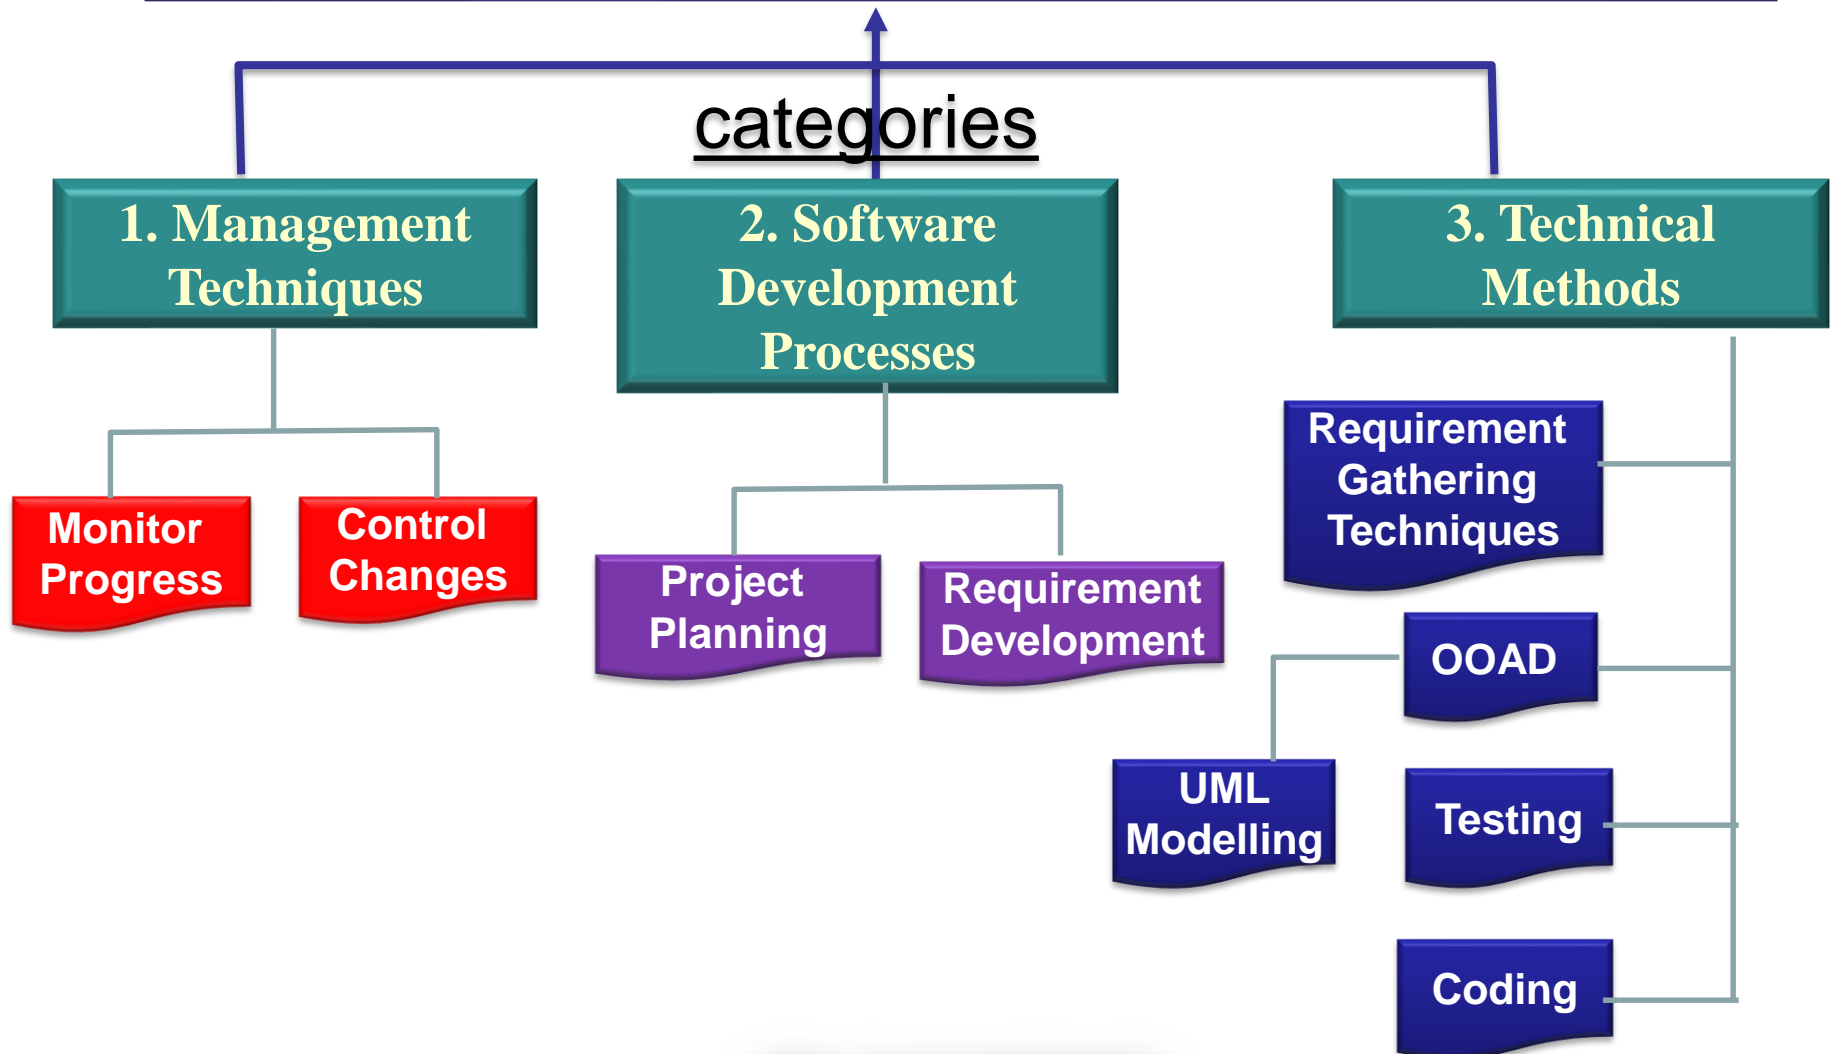 categories
1. Management
Techniques
2. Software
Development
Processes
3. Technical
Methods
Monitor
Progress
Control
Changes
Project
Planning
Requirement
Development
Requirement
Gathering
Techniques
OOAD
UML
Modelling
Testing
Coding